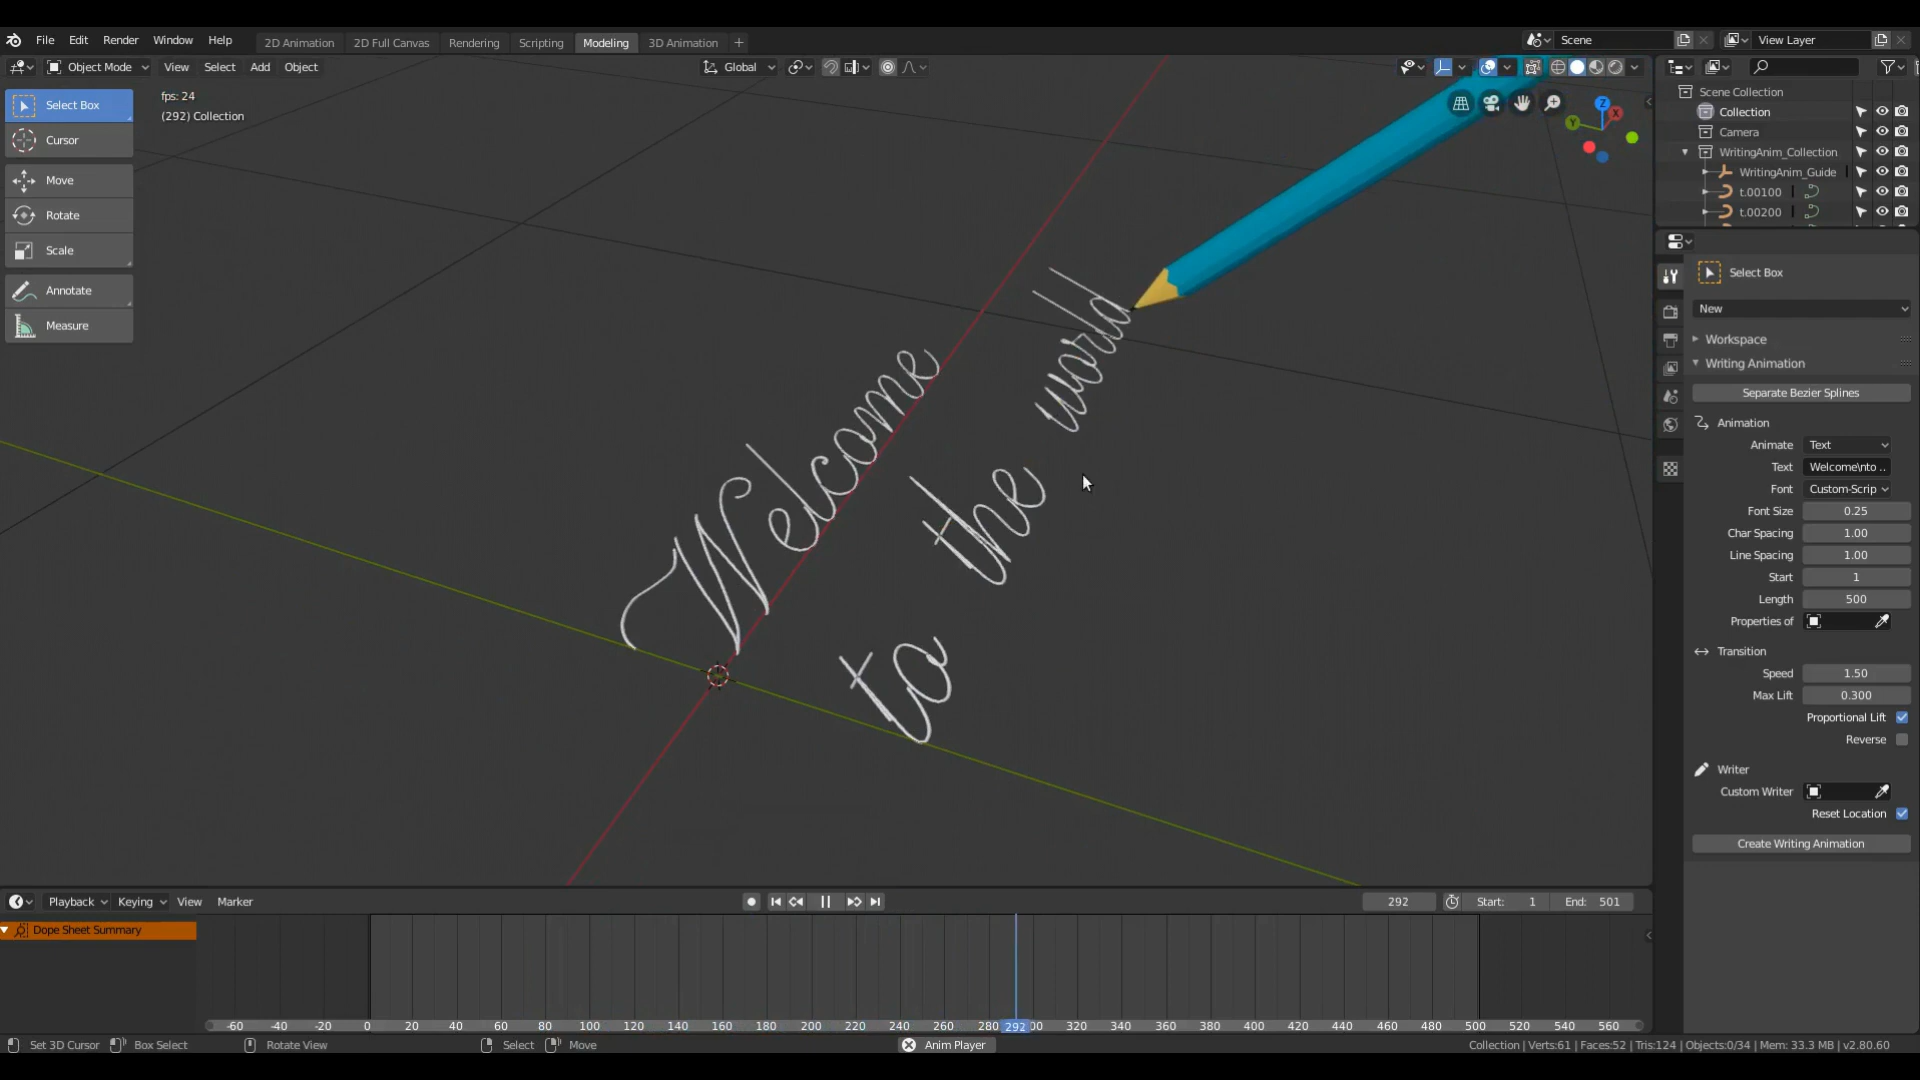 File Edit Render Window Help 2D Animation 2D Full Canvas Rendering Scripting Modeling 3D Animation + Scene View Layer
Object Mode View Select Add Object Global
Select Box
Cursor
Move
Rotate
Scale
Annotate
Measure
fps: 24
(292) Collection
Welcome
to the world
Z
X
Y
Scene Collection
Collection
Camera
WritingAnim_Collection
WritingAnim_Guide
t.00100
t.00200
Select Box
New
Workspace
Writing Animation
Separate Bezier Splines
Animation
Animate Text
Text Welcome\nto ..
Font Custom-Scrip
Font Size 0.25
Char Spacing 1.00
Line Spacing 1.00
Start 1
Length 500
Properties of
Transition
Speed 1.50
Max Lift 0.300
Proportional Lift
Reverse
Writer
Custom Writer
Reset Location
Create Writing Animation
Playback Keying View Marker 292 Start: 1 End: 501
Dope Sheet Summary
-60 -40 -20 0 20 40 60 80 100 120 140 160 180 200 220 240 260 280 292 00 320 340 360 380 400 420 440 460 480 500 520 540 560
Set 3D Cursor Box Select Rotate View Select Move Anim Player Collection | Verts:61 | Faces:52 | Tris:124 | Objects:0/34 | Mem: 33.3 MB | v2.80.60